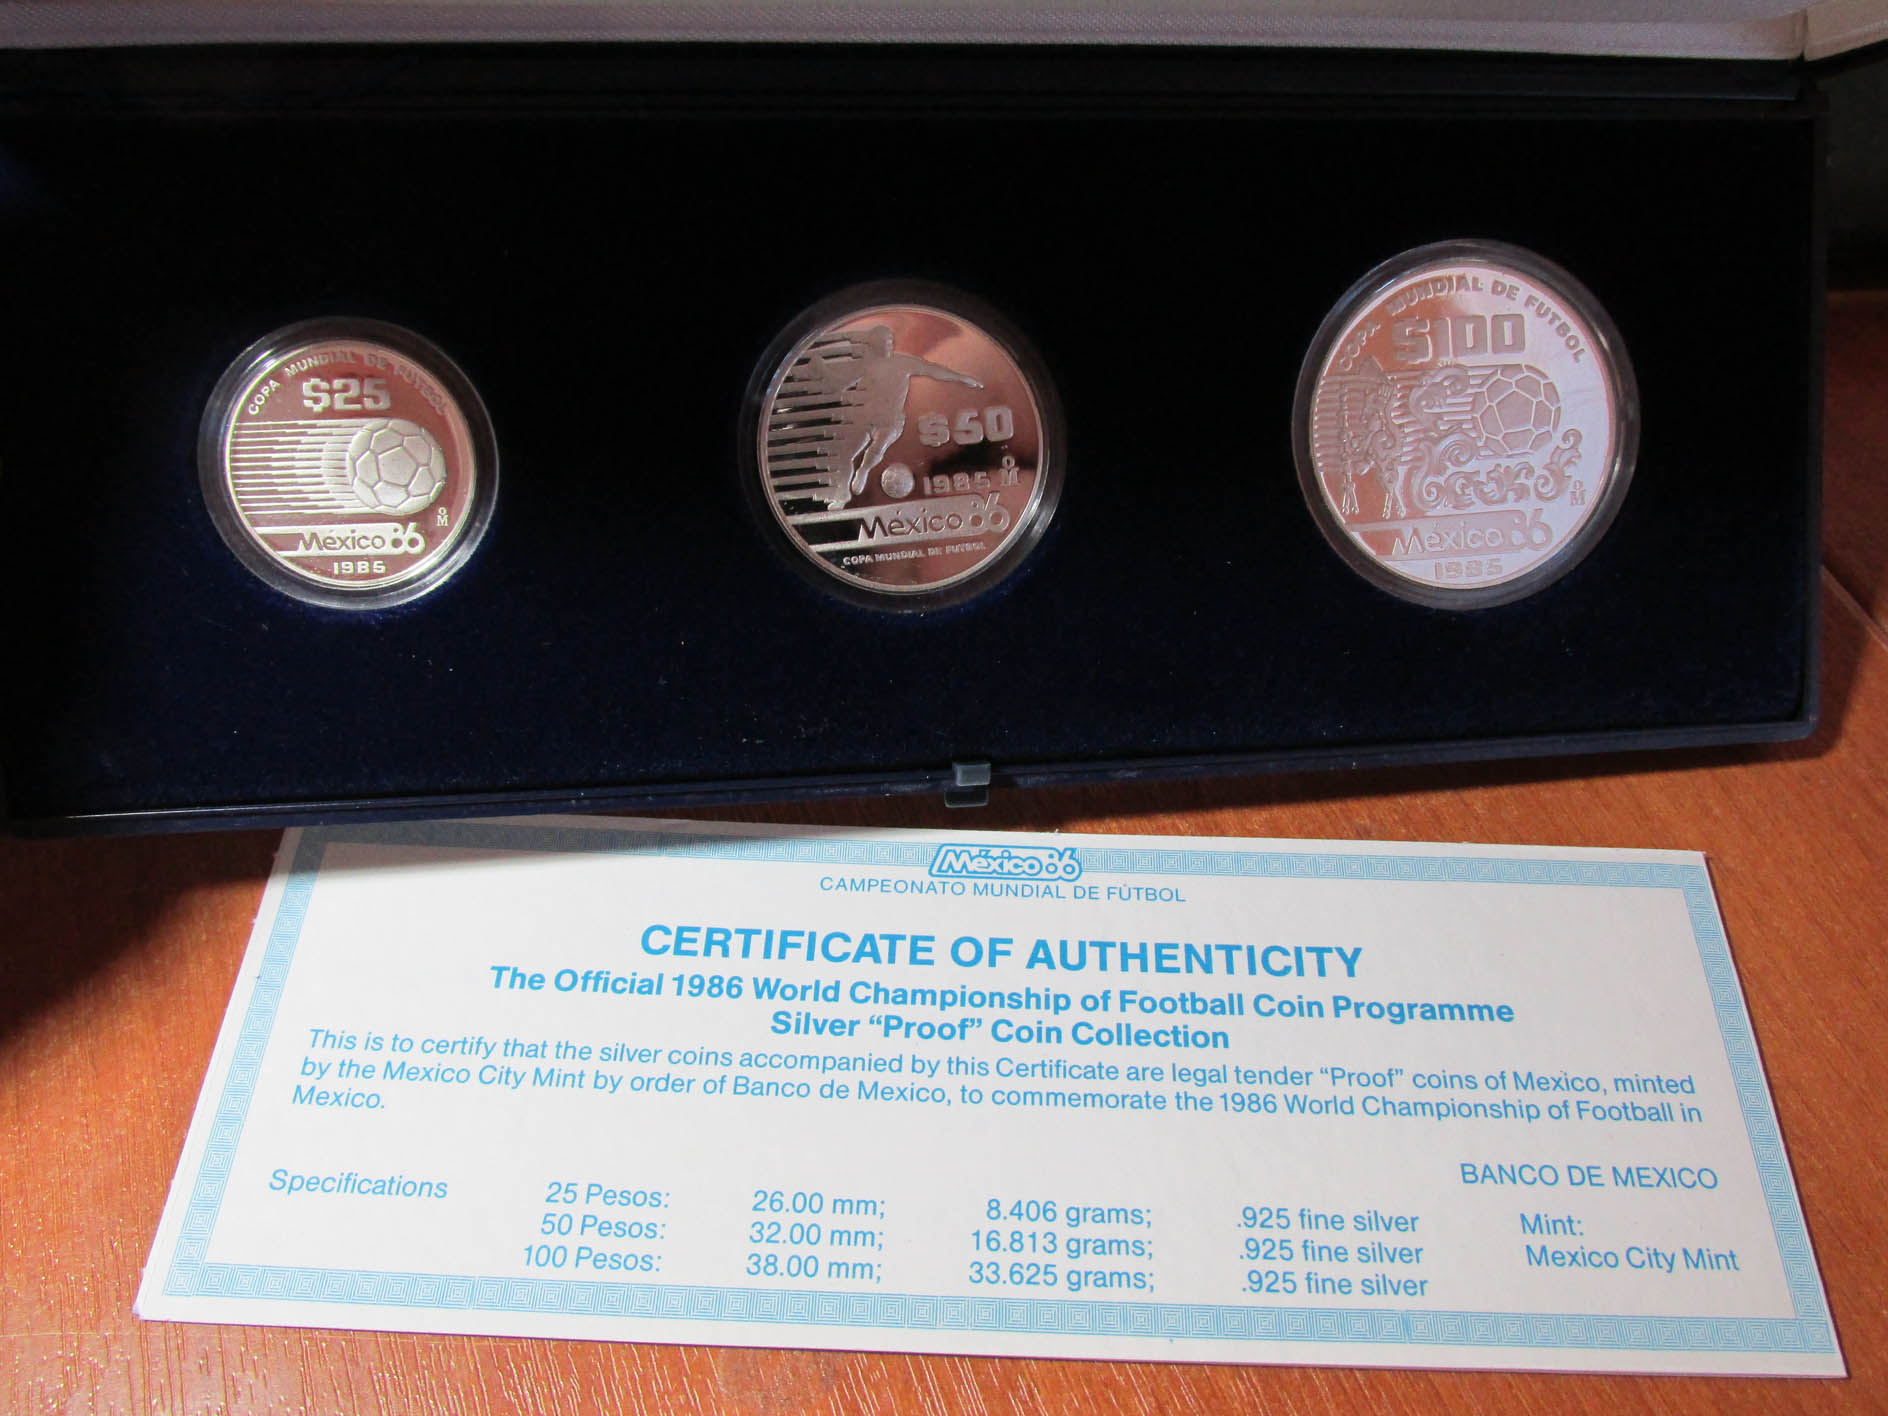 COPA MUNDIAL DE FUTBOL
$25
oM
México 86
1985
$50
1985 oM
México 86
COPA MUNDIAL DE FUTBOL
COPA MUNDIAL DE FUTBOL
$100
oM
México 86
1985
México 86
CAMPEONATO MUNDIAL DE FÚTBOL
CERTIFICATE OF AUTHENTICITY
The Official 1986 World Championship of Football Coin Programme
Silver “Proof” Coin Collection
This is to certify that the silver coins accompanied by this Certificate are legal tender “Proof” coins of Mexico, minted
by the Mexico City Mint by order of Banco de Mexico, to commemorate the 1986 World Championship of Football in
Mexico.
BANCO DE MEXICO
Specifications 25 Pesos: 26.00 mm; 8.406 grams; .925 fine silver Mint:
50 Pesos: 32.00 mm; 16.813 grams; .925 fine silver Mexico City Mint
100 Pesos: 38.00 mm; 33.625 grams; .925 fine silver